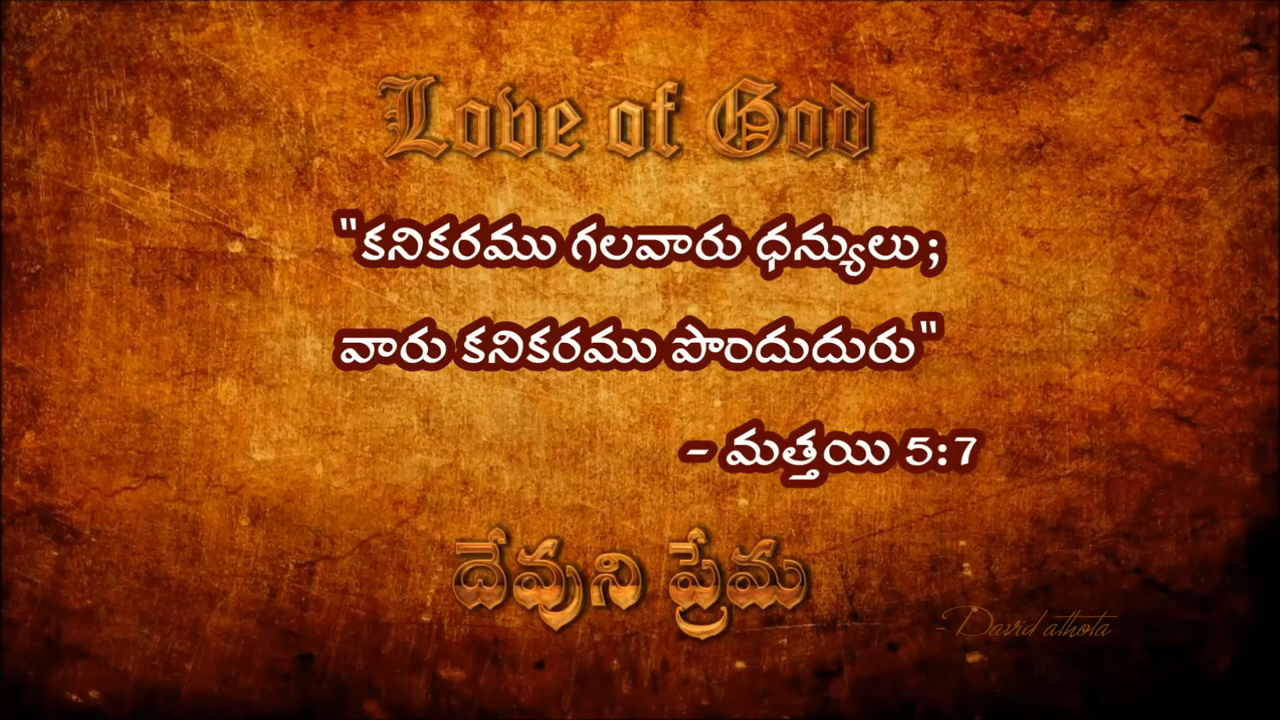 Love of God
"కనికరము గలవారు ధన్యులు;
వారు కనికరము పొందుదురు"
- మత్తయి 5:7
దేవుని ప్రేమ
-David athota